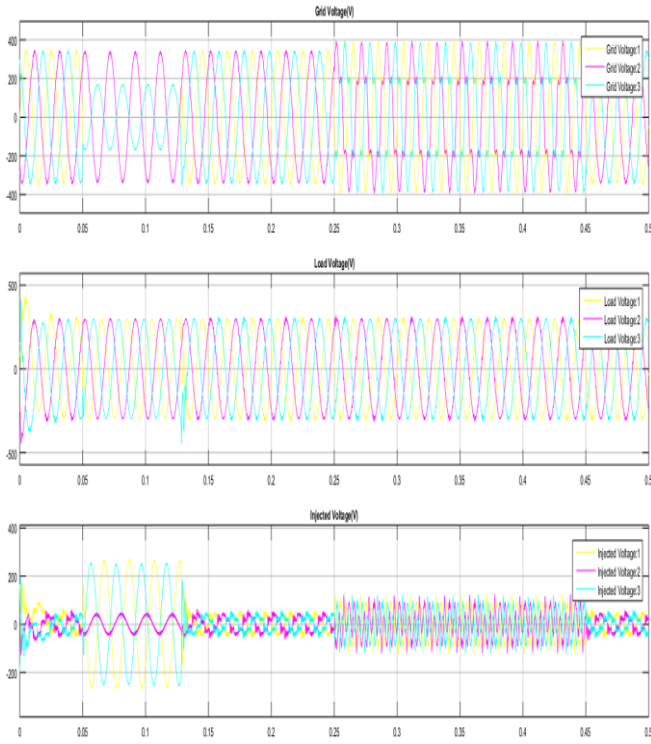 Grid Voltage(V)
400
200
0
-200
-400
Grid Voltage:1
Grid Voltage:2
Grid Voltage:3
0 0.05 0.1 0.15 0.2 0.25 0.3 0.35 0.4 0.45 0.5
Load Voltage(V)
500
0
-500
Load Voltage:1
Load Voltage:2
Load Voltage:3
0 0.05 0.1 0.15 0.2 0.25 0.3 0.35 0.4 0.45 0.5
Injected Voltage(V)
400
200
0
-200
Injected Voltage:1
Injected Voltage:2
Injected Voltage:3
0 0.05 0.1 0.15 0.2 0.25 0.3 0.35 0.4 0.45 0.5